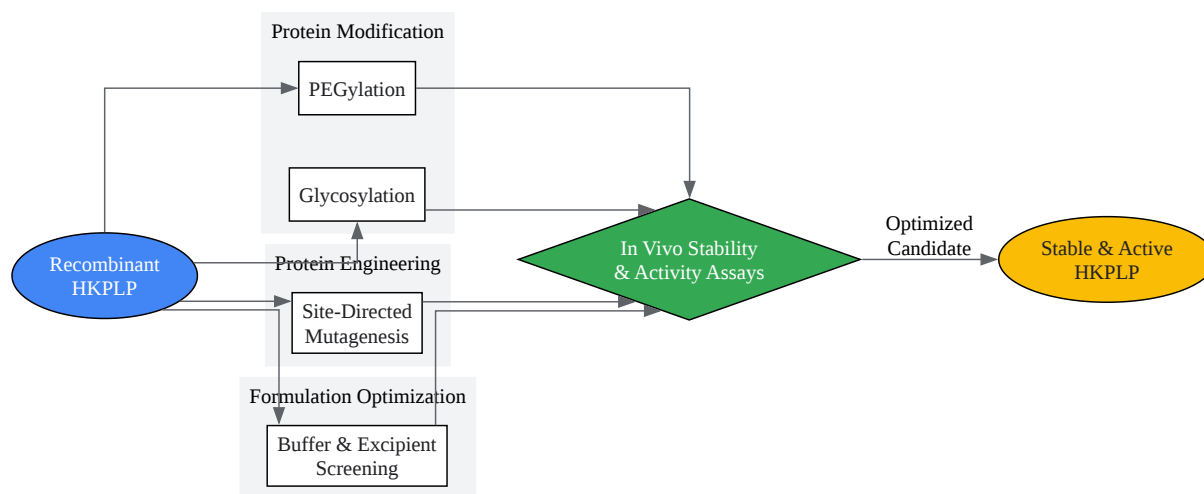 Protein Modification
PEGylation
Glycosylation
Recombinant
HKPLP
Protein Engineering
Site-Directed
Mutagenesis
Formulation Optimization
Buffer & Excipient
Screening
In Vivo Stability
& Activity Assays
Optimized
Candidate
Stable & Active
HKPLP